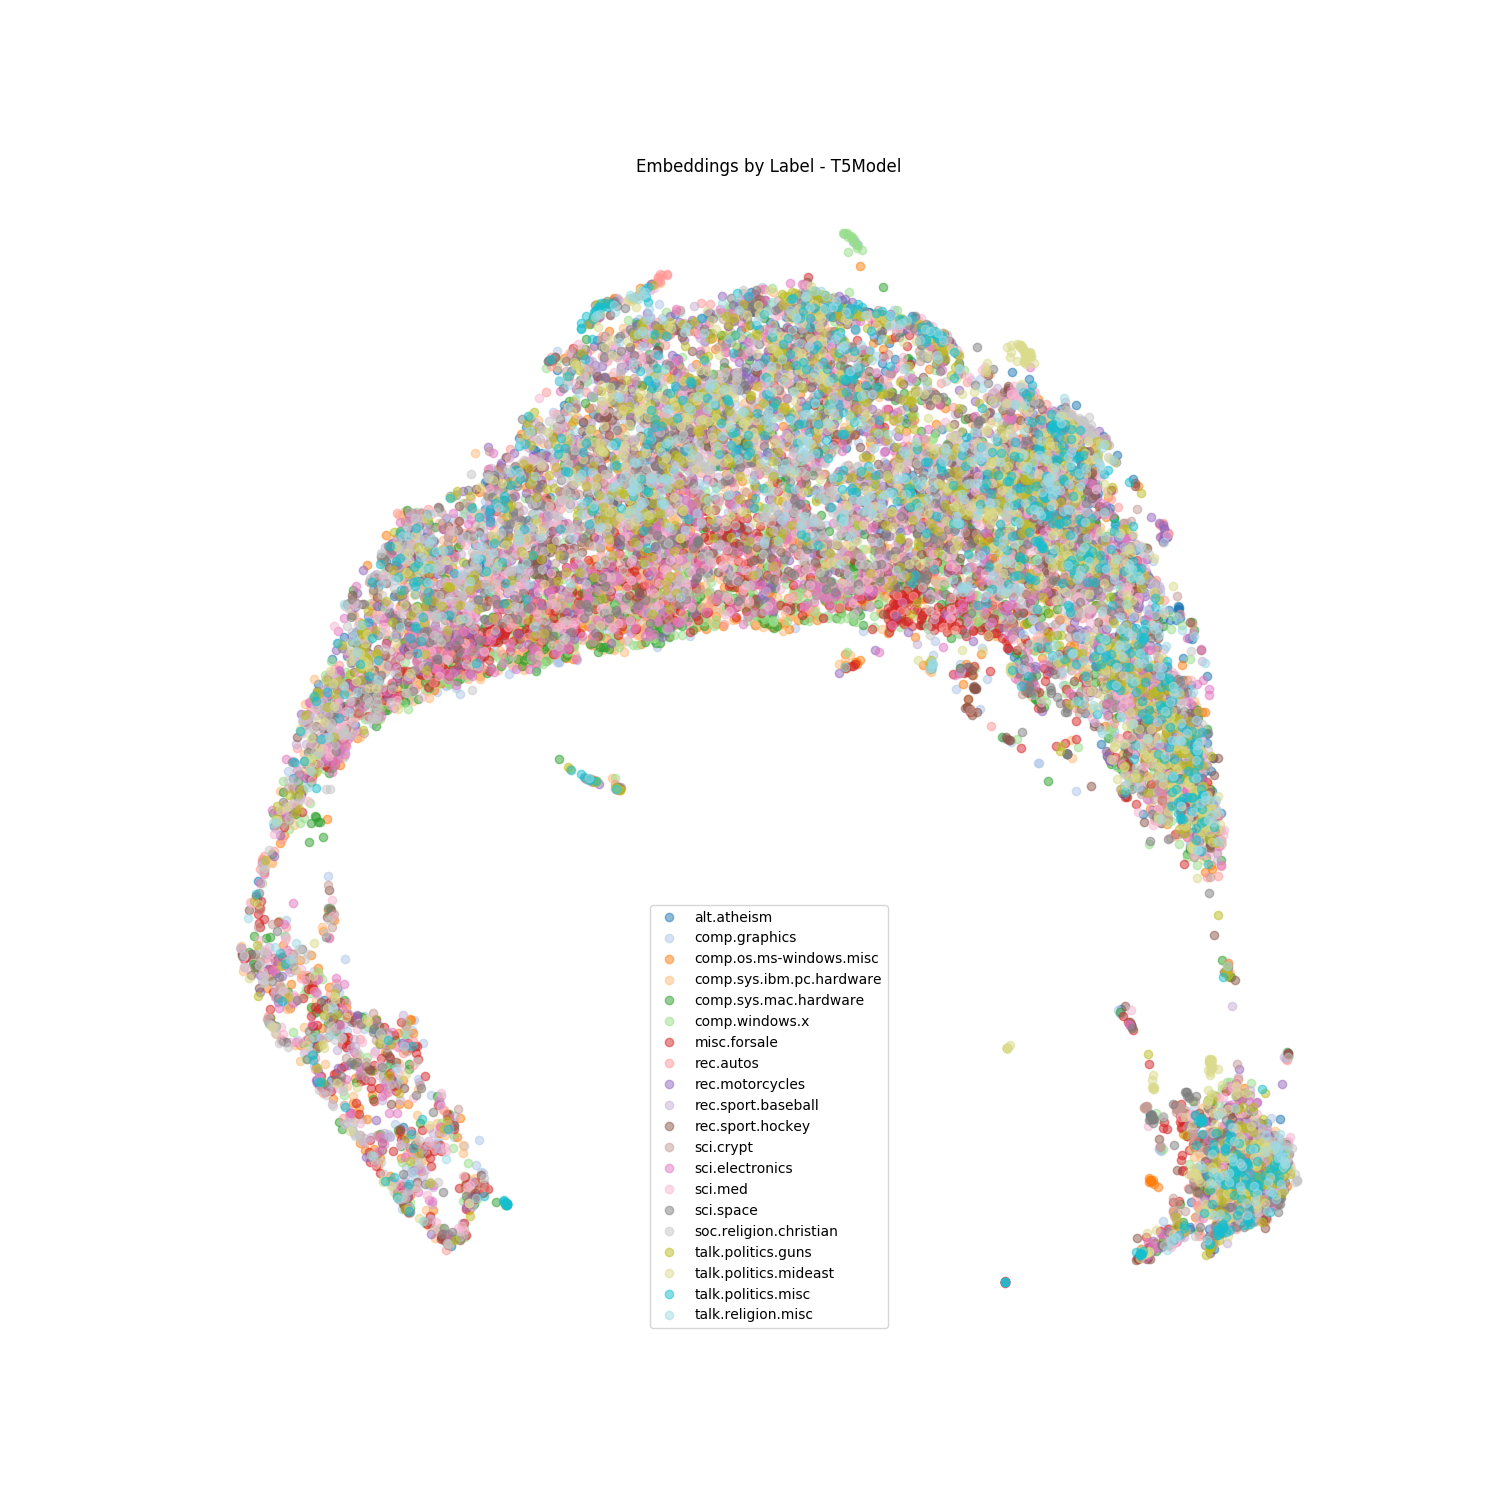 Embeddings by Label - T5Model
alt.atheism
comp.graphics
comp.os.ms-windows.misc
comp.sys.ibm.pc.hardware
comp.sys.mac.hardware
comp.windows.x
misc.forsale
rec.autos
rec.motorcycles
rec.sport.baseball
rec.sport.hockey
sci.crypt
sci.electronics
sci.med
sci.space
soc.religion.christian
talk.politics.guns
talk.politics.mideast
talk.politics.misc
talk.religion.misc